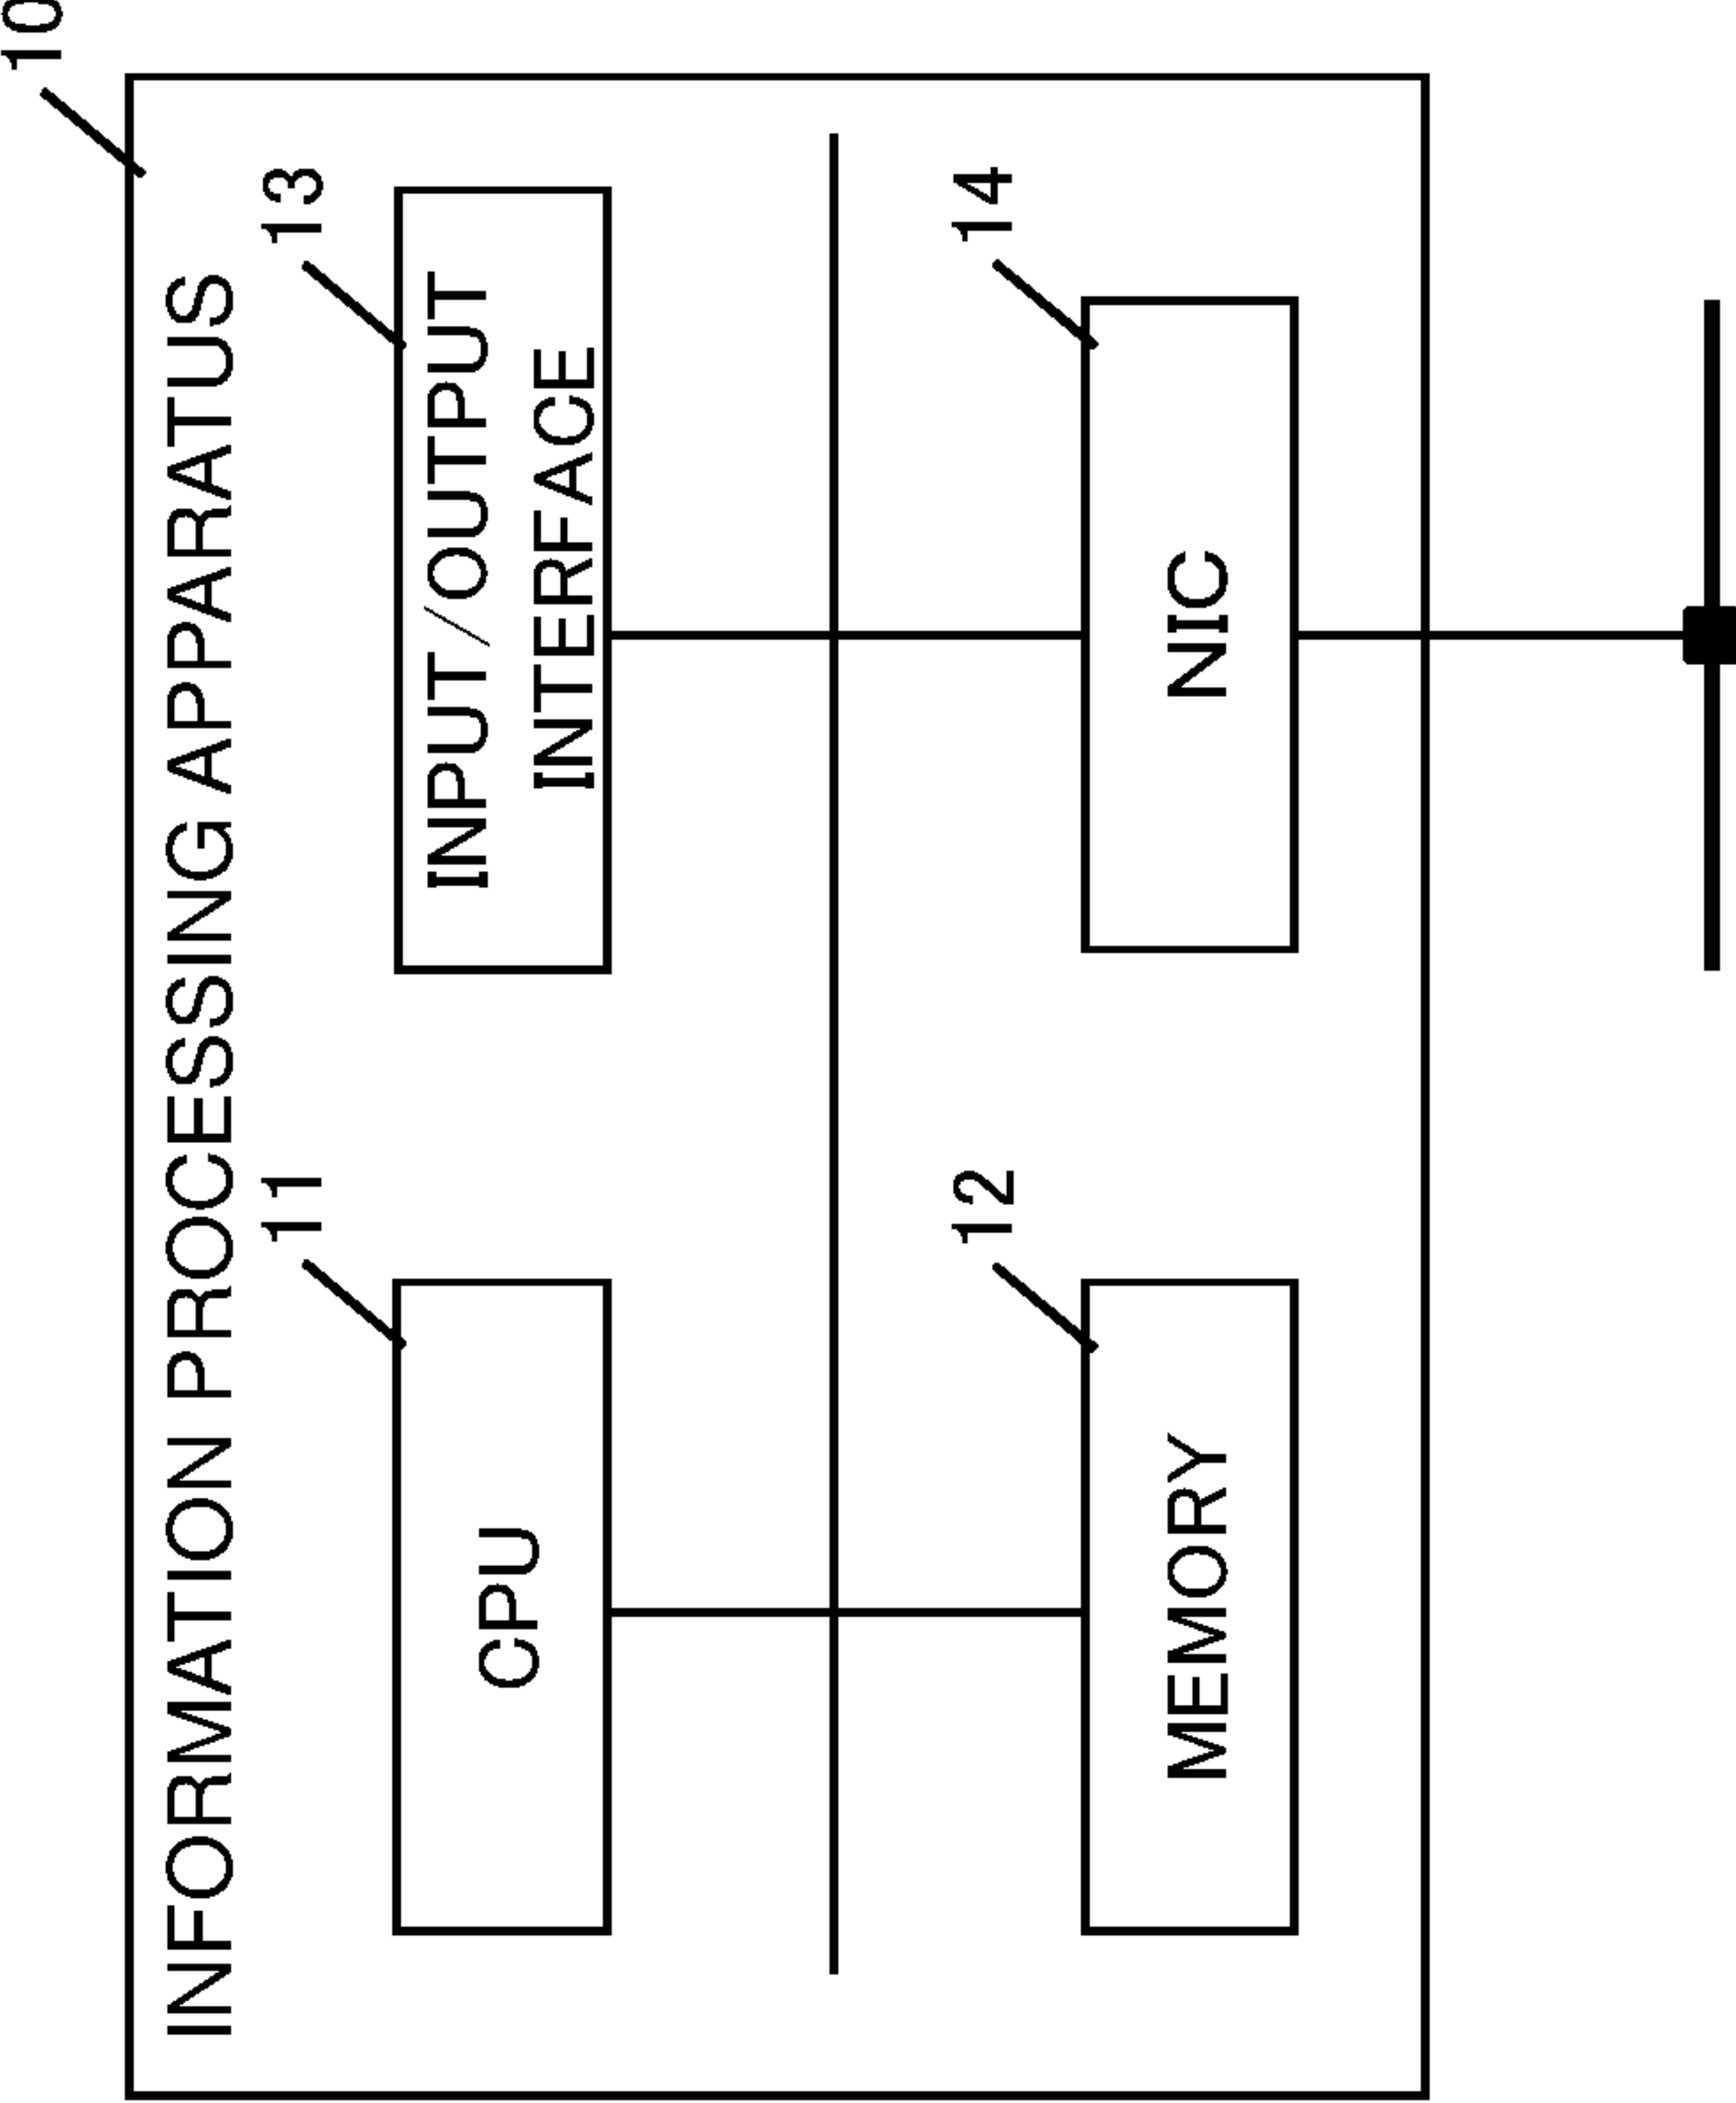 10
INFORMATION PROCESSING APPARATUS
11
CPU
13
INPUT/OUTPUT
INTERFACE
12
MEMORY
14
NIC